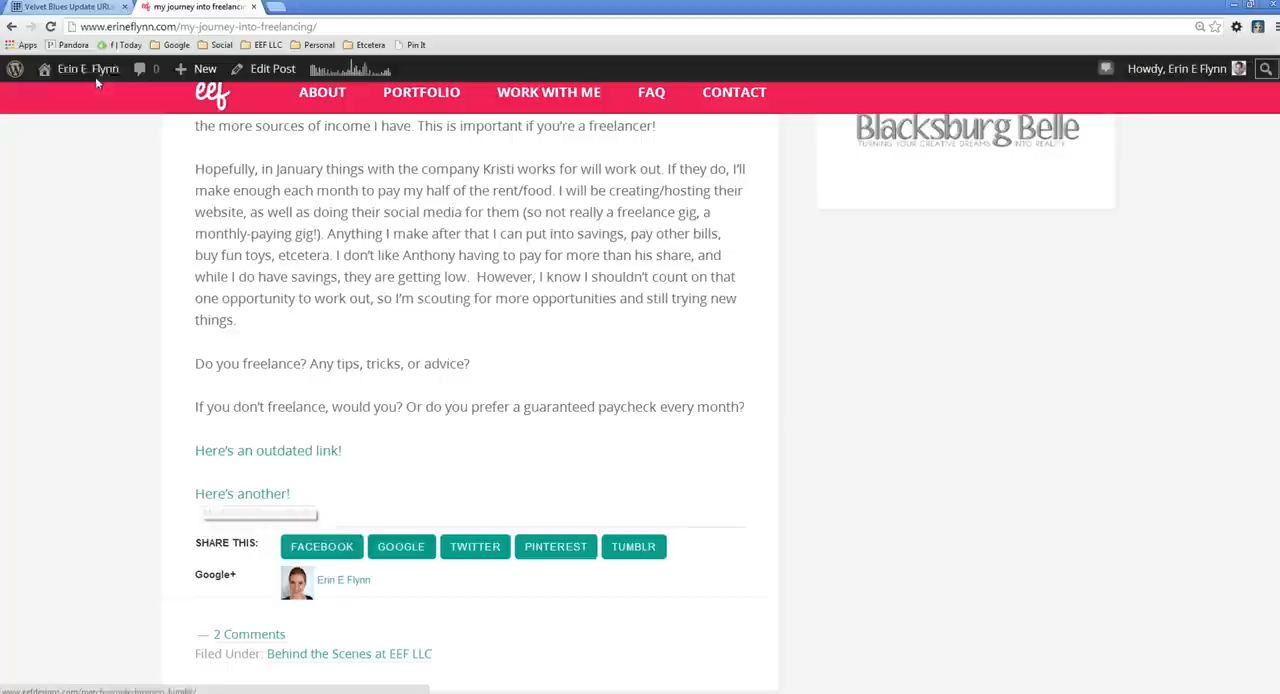 Velvet Blues Update URL
my journey into freelancin
www.erineflynn.com/my-journey-into-freelancing/
Apps Pandora f|Today Google Social EEF LLC Personal Etcetera Pin It
Erin E Flynn 0 New Edit Post Howdy, Erin E Flynn
eef ABOUT PORTFOLIO WORK WITH ME FAQ CONTACT
the more sources of income I have. This is important if you're a freelancer!
Blacksburg Belle
TURNING YOUR CREATIVE DREAMS INTO REALITY
Hopefully, in January things with the company Kristi works for will work out. If they do, I'll
make enough each month to pay my half of the rent/food. I will be creating/hosting their
website, as well as doing their social media for them (so not really a freelance gig, a
monthly-paying gig!). Anything I make after that I can put into savings, pay other bills,
buy fun toys, etcetera. I don't like Anthony having to pay for more than his share, and
while I do have savings, they are getting low. However, I know I shouldn't count on that
one opportunity to work out, so I'm scouting for more opportunities and still trying new
things.
Do you freelance? Any tips, tricks, or advice?
If you don't freelance, would you? Or do you prefer a guaranteed paycheck every month?
Here's an outdated link!
Here's another!
SHARE THIS: FACEBOOK GOOGLE TWITTER PINTEREST TUMBLR
Google+ Erin E Flynn
— 2 Comments
Filed Under: Behind the Scenes at EEF LLC